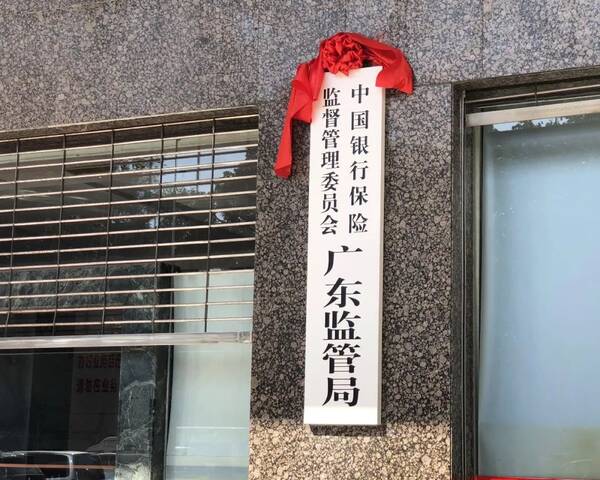 中国银行保险
监督管理委员会
广东监管局